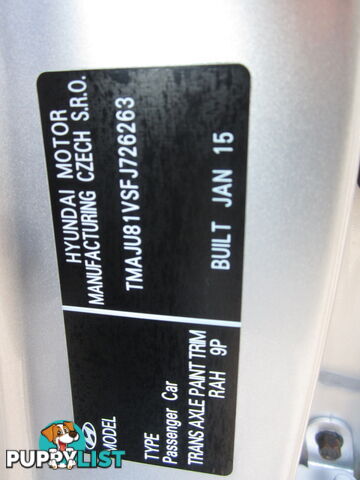 HYUNDAI MOTOR
MANUFACTURING CZECH S.R.O.
TMAJU81VSFJ726263
BUILT JAN 15
MODEL
TYPE
Passenger Car
TRANS AXLE PAINT TRIM
RAH 9P
PUPPYLIST